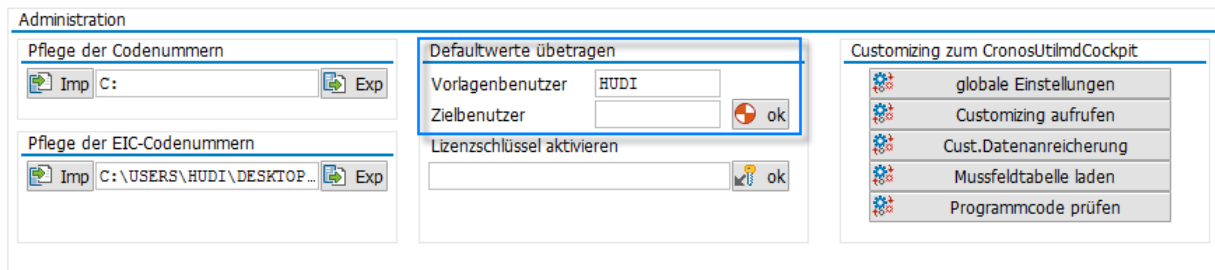 Administration
Pflege der Codenummern
Imp C: Exp
Pflege der EIC-Codenummern
Imp C:\USERS\HUDI\DESKTOP… Exp
Defaultwerte übetragen
Vorlagenbenutzer HUDI
Zielbenutzer ok
Lizenzschlüssel aktivieren
ok
Customizing zum CronosUtilmdCockpit
globale Einstellungen
Customizing aufrufen
Cust.Datenanreicherung
Mussfeldtabelle laden
Programmcode prüfen